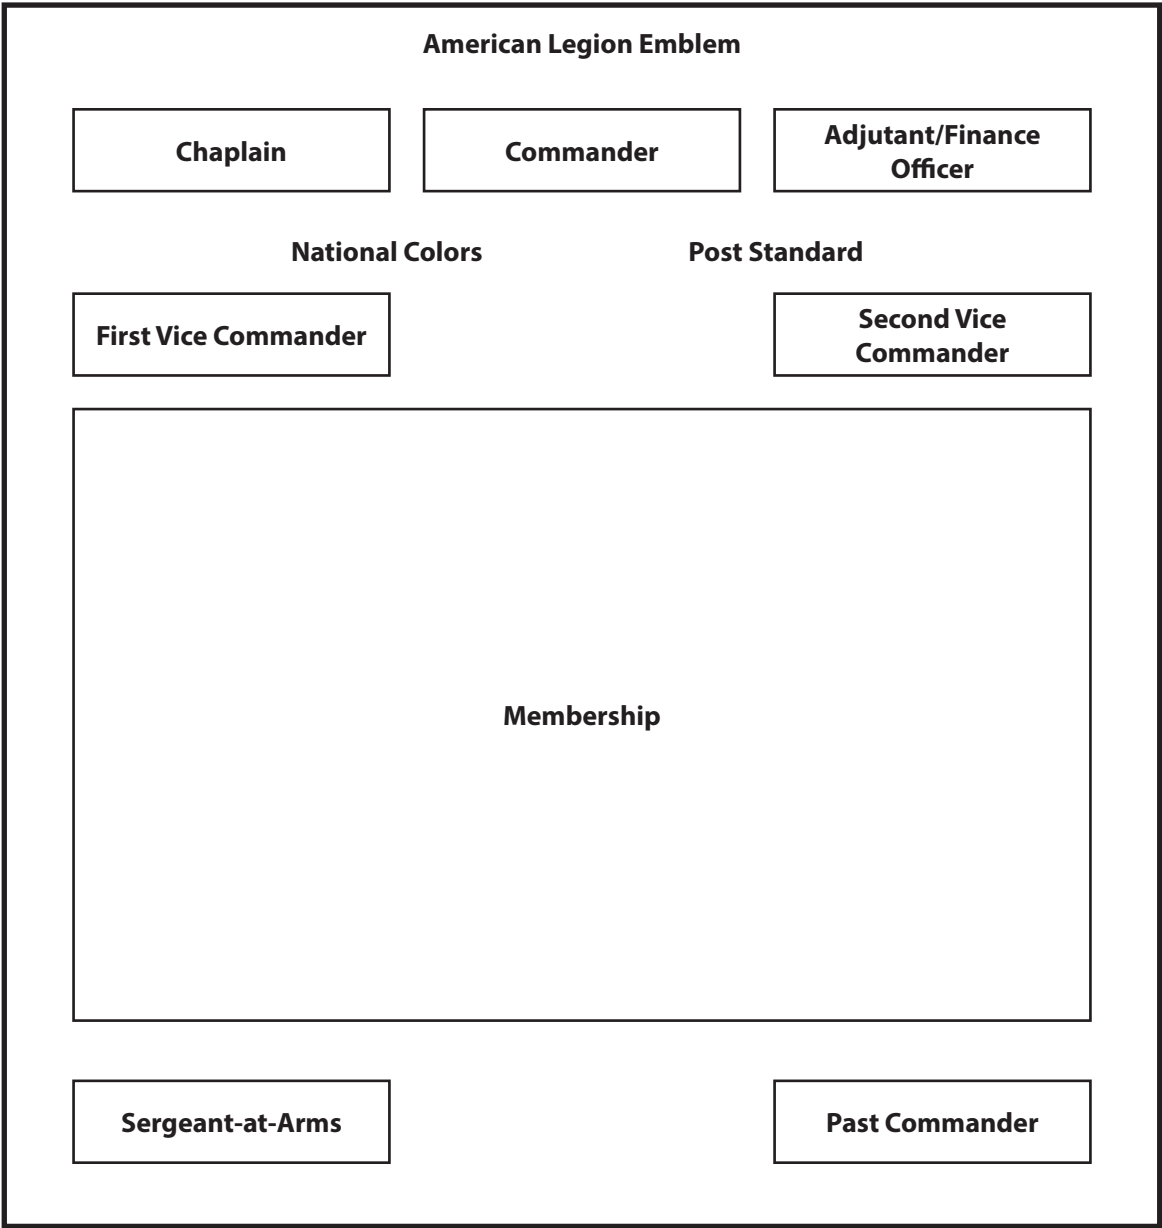 American Legion Emblem
Chaplain
Commander
Adjutant/Finance
Officer
National Colors
Post Standard
First Vice Commander
Second Vice
Commander
Membership
Sergeant-at-Arms
Past Commander